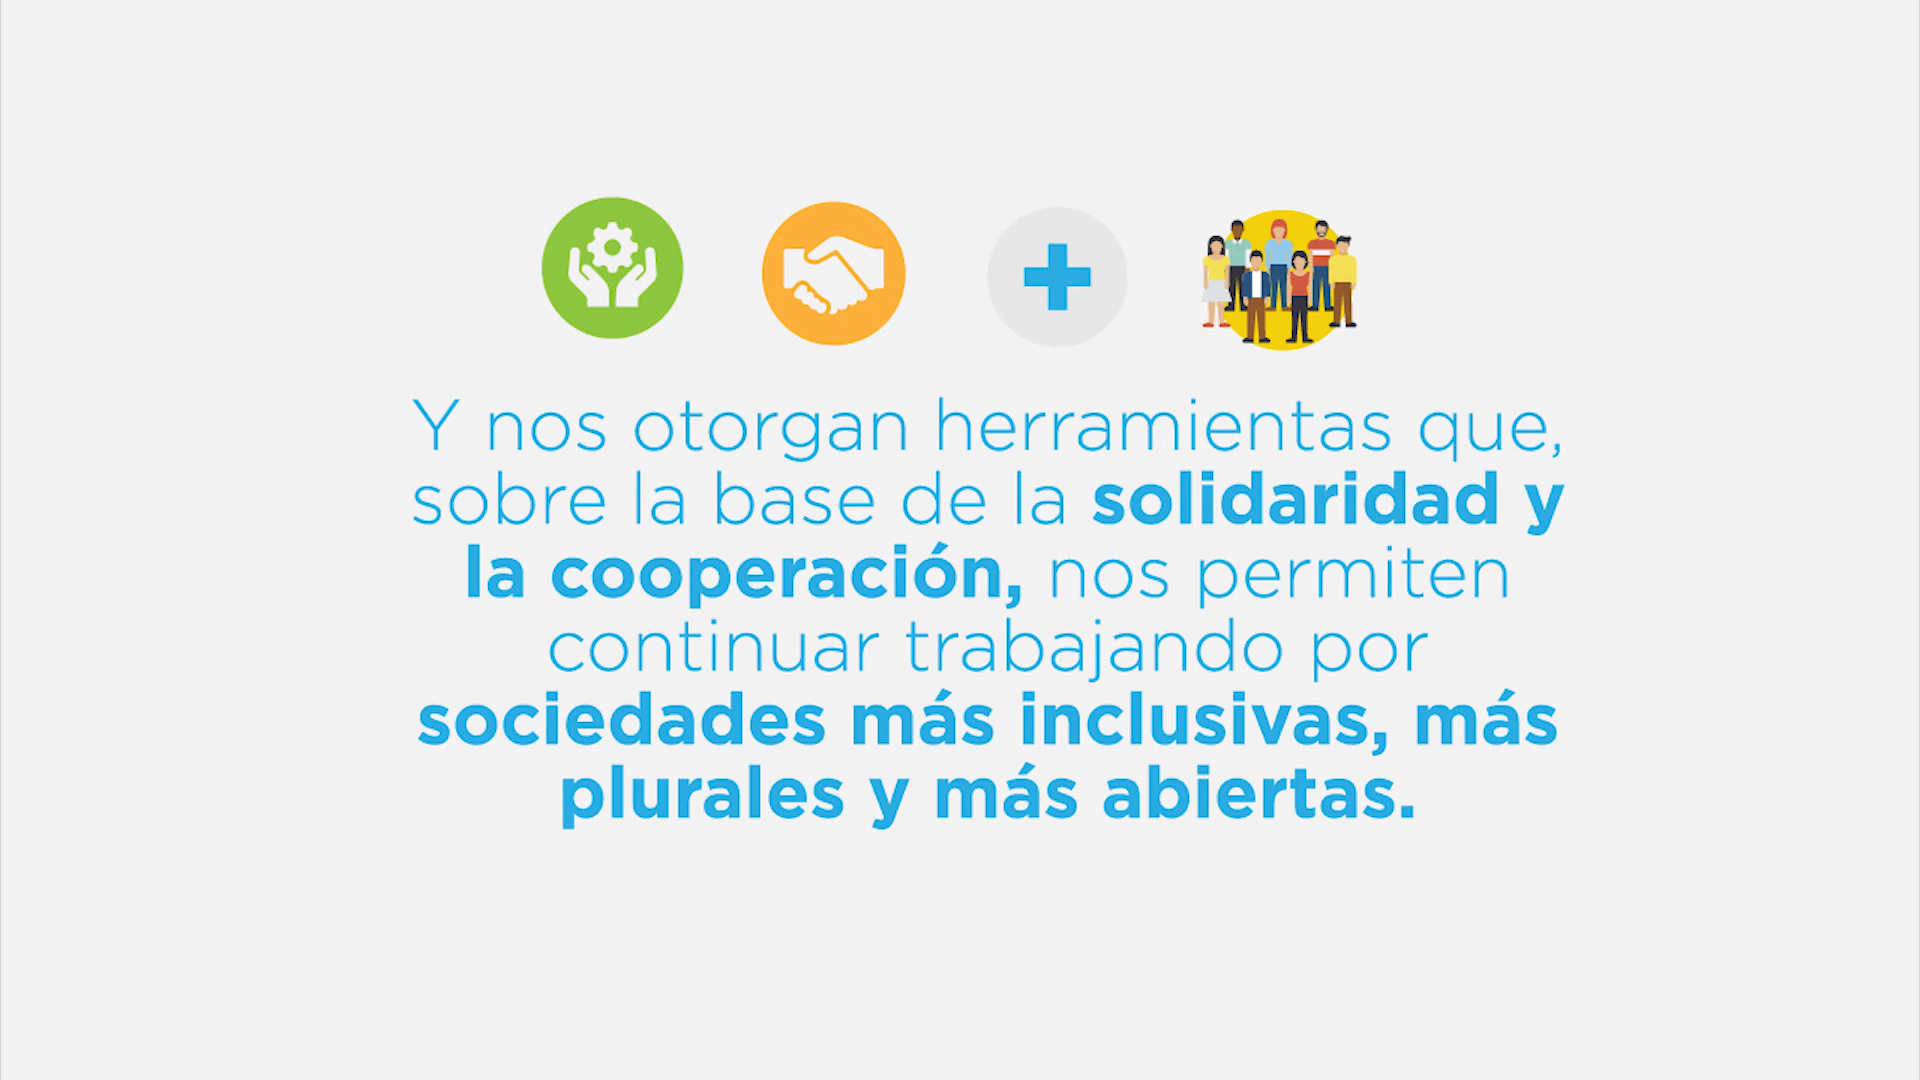 Y nos otorgan herramientas que,
sobre la base de la solidaridad y
la cooperación, nos permiten
continuar trabajando por
sociedades más inclusivas, más
plurales y más abiertas.